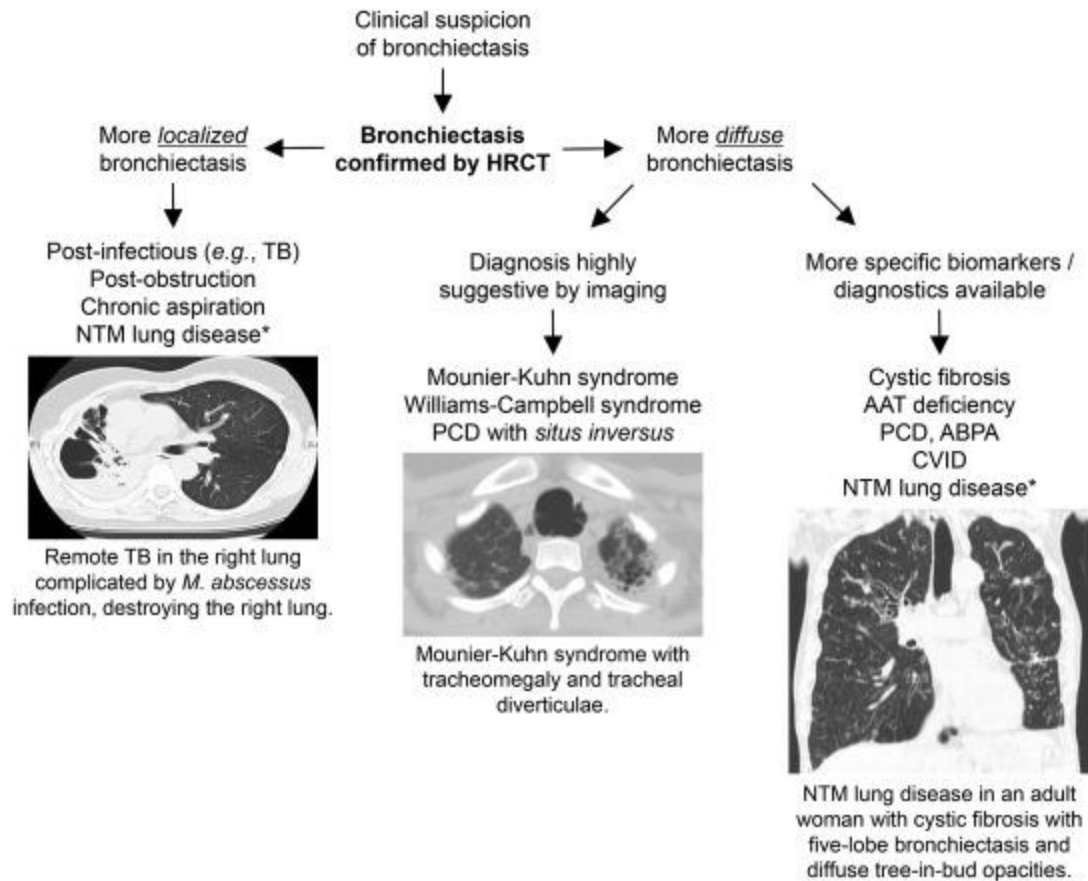 Clinical suspicion
of bronchiectasis
More localized
bronchiectasis
Bronchiectasis
confirmed by HRCT
More diffuse
bronchiectasis
Post-infectious (e.g., TB)
Post-obstruction
Chronic aspiration
NTM lung disease*
Remote TB in the right lung
complicated by M. abscessus
infection, destroying the right lung.
Diagnosis highly
suggestive by imaging
Mounier-Kuhn syndrome
Williams-Campbell syndrome
PCD with situs inversus
Mounier-Kuhn syndrome with
tracheomegaly and tracheal
diverticulae.
More specific biomarkers /
diagnostics available
Cystic fibrosis
AAT deficiency
PCD, ABPA
CVID
NTM lung disease*
NTM lung disease in an adult
woman with cystic fibrosis with
five-lobe bronchiectasis and
diffuse tree-in-bud opacities.